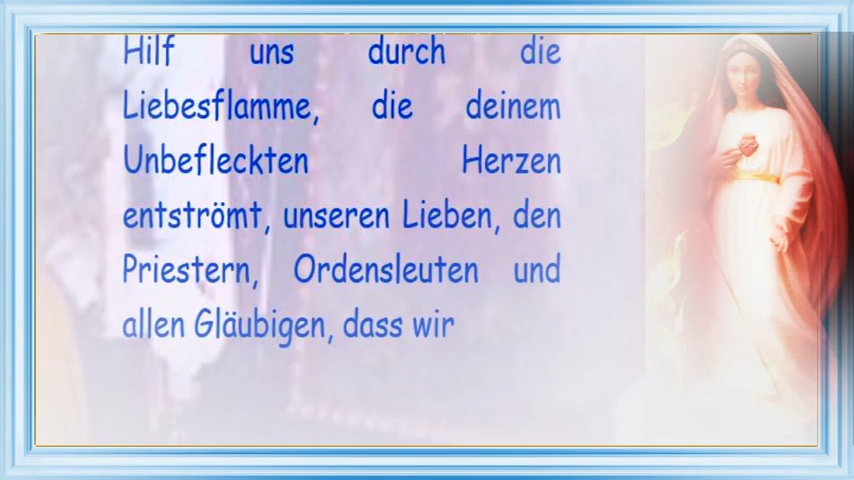 Hilf uns durch die
Liebesflamme, die deinem
Unbefleckten Herzen
entströmt, unseren Lieben, den
Priestern, Ordensleuten und
allen Gläubigen, dass wir